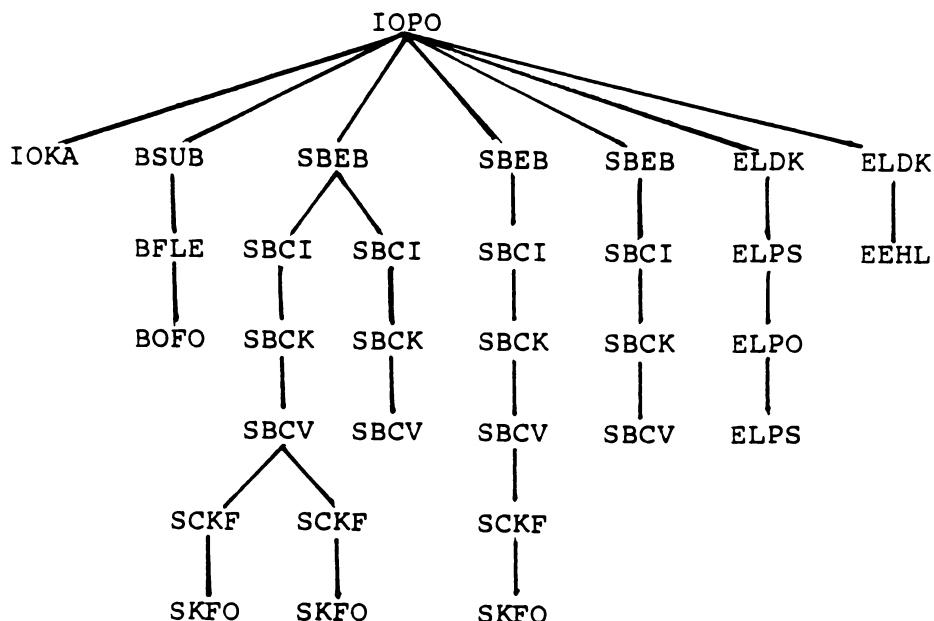 IOPO
IOKA BSUB SBEB SBEB SBEB ELDK ELDK
BFLE SBCI SBCI SBCI SBCI ELPS EEHL
BOFO SBCK SBCK SBCK SBCK ELPO
SBCV SBCV SBCV SBCV ELPS
SCKF SCKF SCKF
SKFO SKFO SKFO